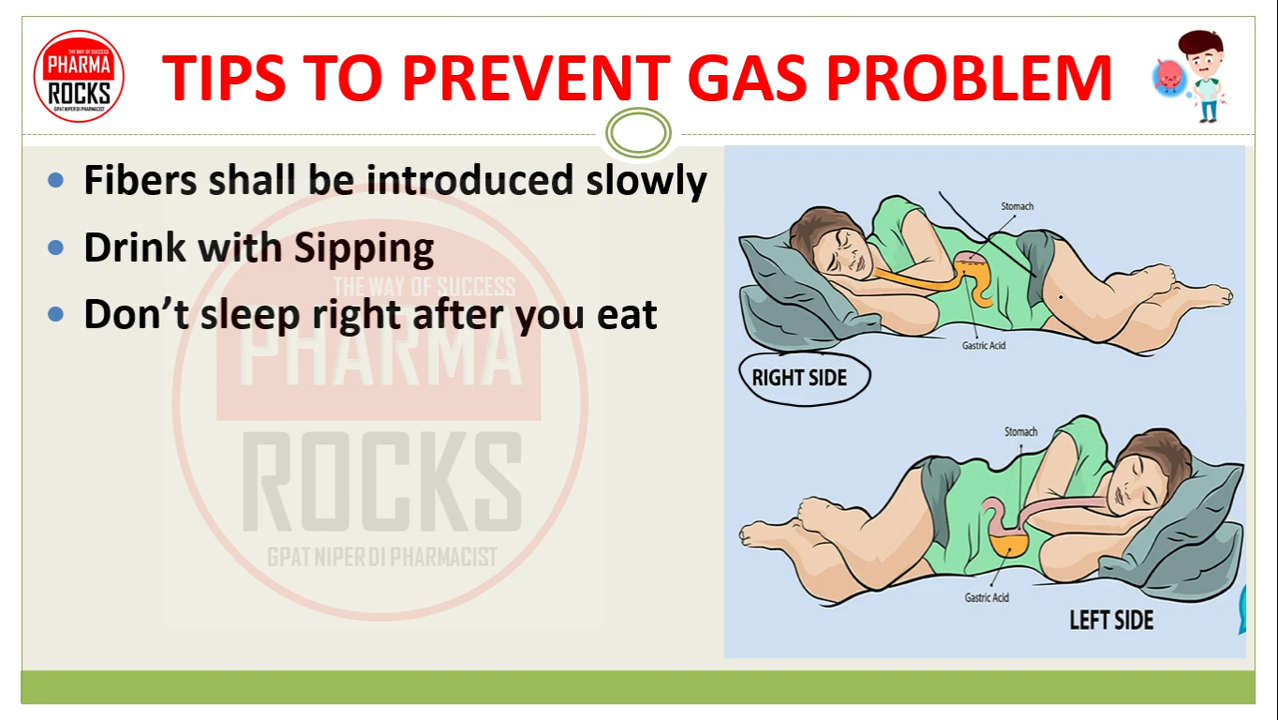 THE WAY OF SUCCESS
PHARMA
ROCKS
GPAT NIPER DI PHARMACIST
TIPS TO PREVENT GAS PROBLEM
Fibers shall be introduced slowly
Drink with Sipping
Don’t sleep right after you eat
THE WAY OF SUCCESS
PHARMA
ROCKS
GPAT NIPER DI PHARMACIST
Stomach
Gastric Acid
RIGHT SIDE
Stomach
Gastric Acid
LEFT SIDE